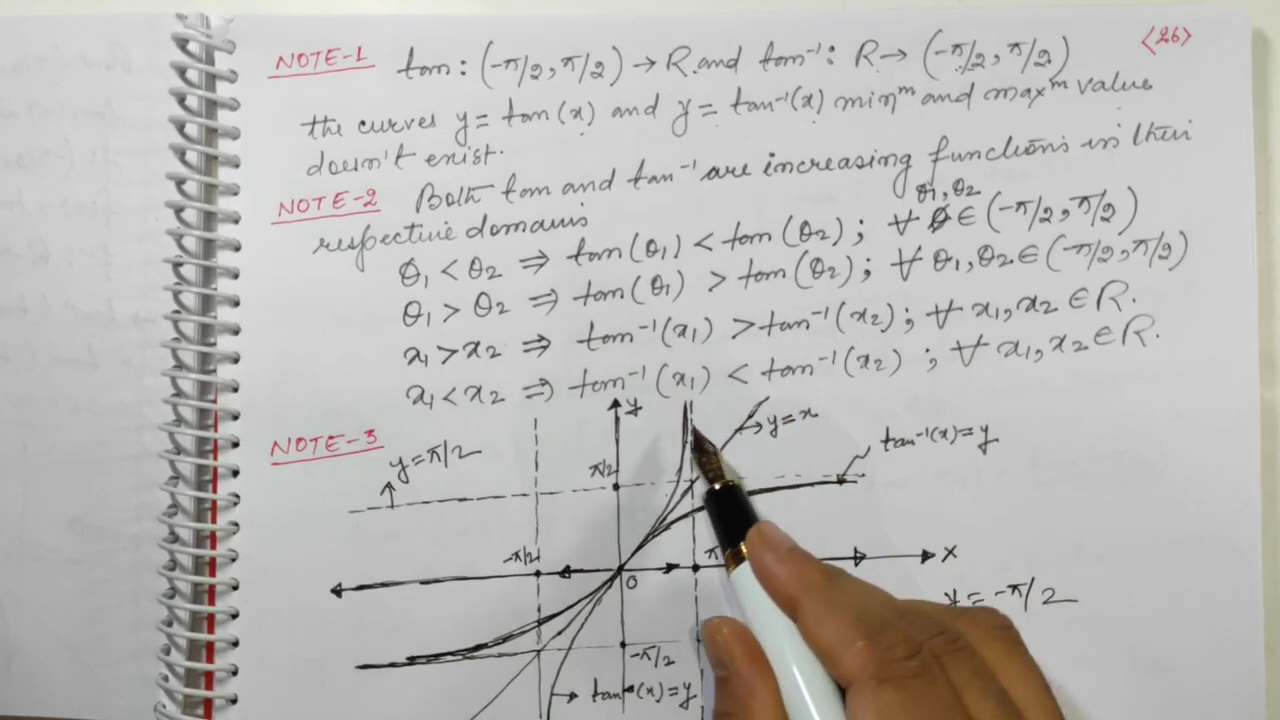 <26>
NOTE-1 tan: (-π/2, π/2) → R and tan⁻¹: R → (-π/2, π/2)
the curves y = tan(x) and y = tan⁻¹(x) minᵐ and maxᵐ value
doesn't exist.
NOTE-2 Both tan and tan⁻¹ are increasing functions in their
respective domains
θ1, θ2
θ₁ < θ2 ⇒ tan(θ₁) < tan(θ2); ∀ ∈ (-π/2, π/2)
θ₁ > θ2 ⇒ tan(θ₁) > tan(θ2); ∀ θ₁, θ2 ∈ (-π/2, π/2)
x₁ > x2 ⇒ tan⁻¹(x₁) > tan⁻¹(x2); ∀ x₁, x2 ∈ R.
x₁ < x2 ⇒ tan⁻¹(x₁) < tan⁻¹(x2); ∀ x₁, x2 ∈ R.
NOTE-3
y
y = x
tan⁻¹(x) = y
y = π/2
π/2
-π/2
π
X
O
-π/2
= -π/2
(x) = y